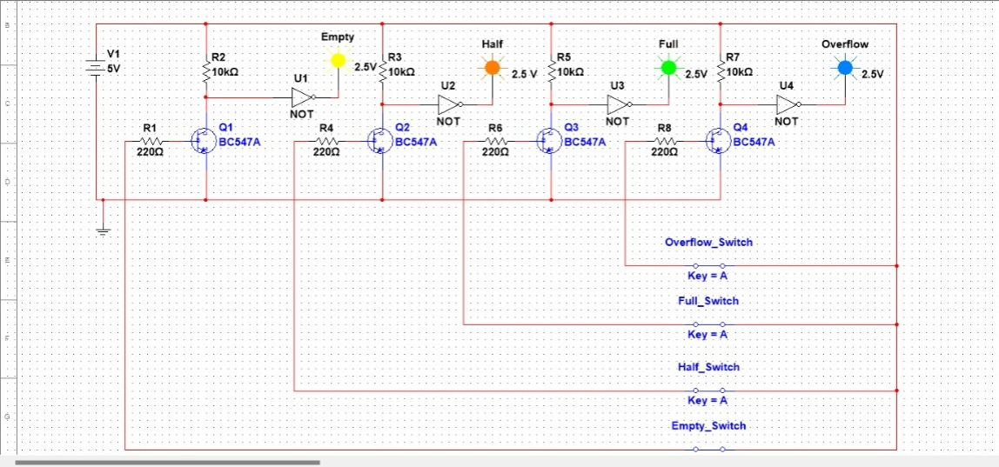 B
C
D
E
F
G
V1
5V
R2
10kΩ
U1
NOT
Empty
2.5V
R1
220Ω
Q1
BC547A
R3
10kΩ
U2
NOT
Half
2.5 V
R4
220Ω
Q2
BC547A
R5
10kΩ
U3
NOT
Full
2.5V
R6
220Ω
Q3
BC547A
R7
10kΩ
U4
NOT
Overflow
2.5V
R8
220Ω
Q4
BC547A
Overflow_Switch
Key = A
Full_Switch
Key = A
Half_Switch
Key = A
Empty_Switch